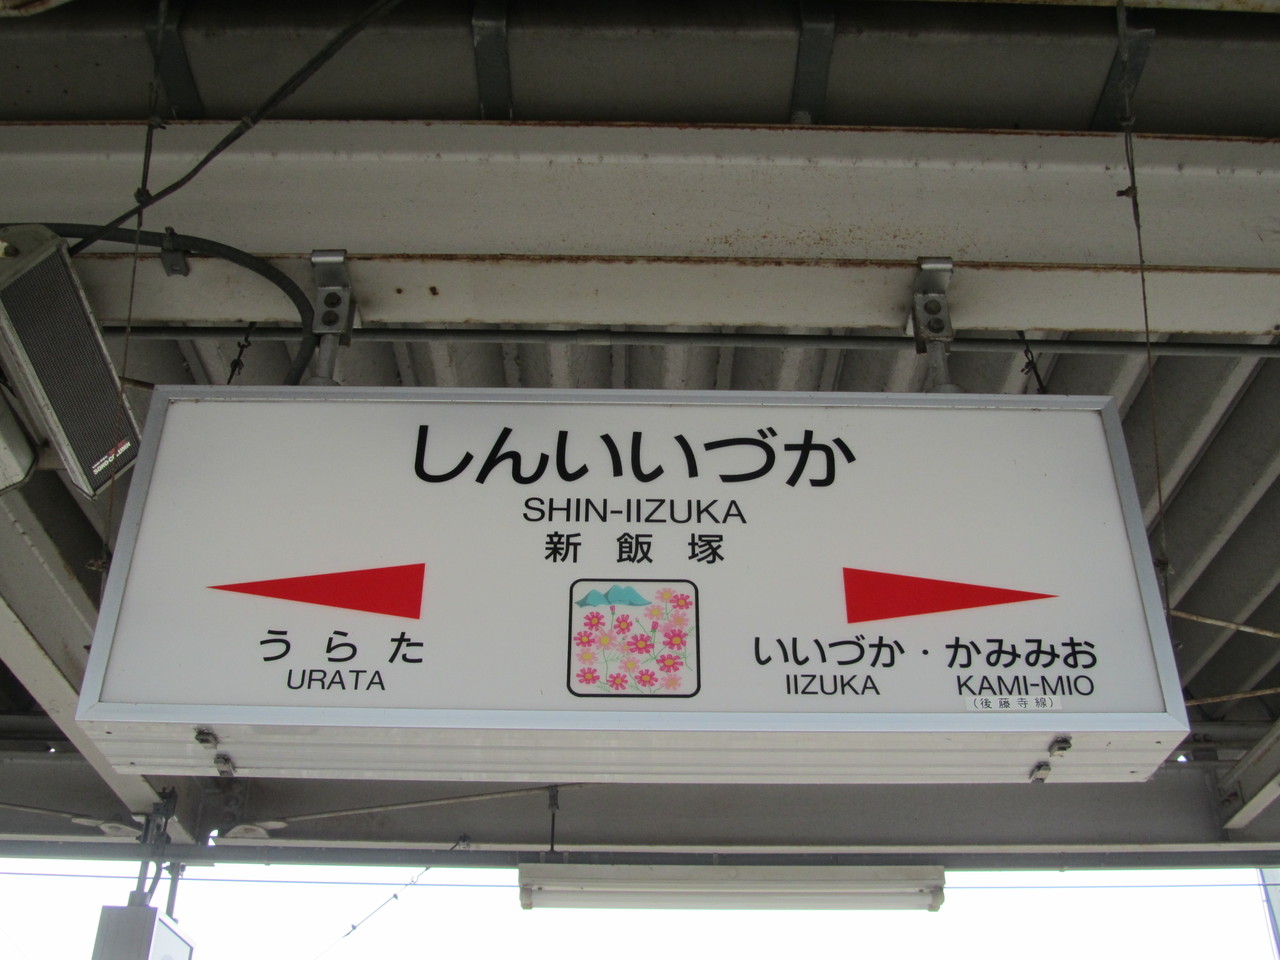 しんいいづか
SHIN-IIZUKA
新飯塚
うらた
URATA
いいづか・かみみお
IIZUKA KAMI-MIO
(後藤寺線)